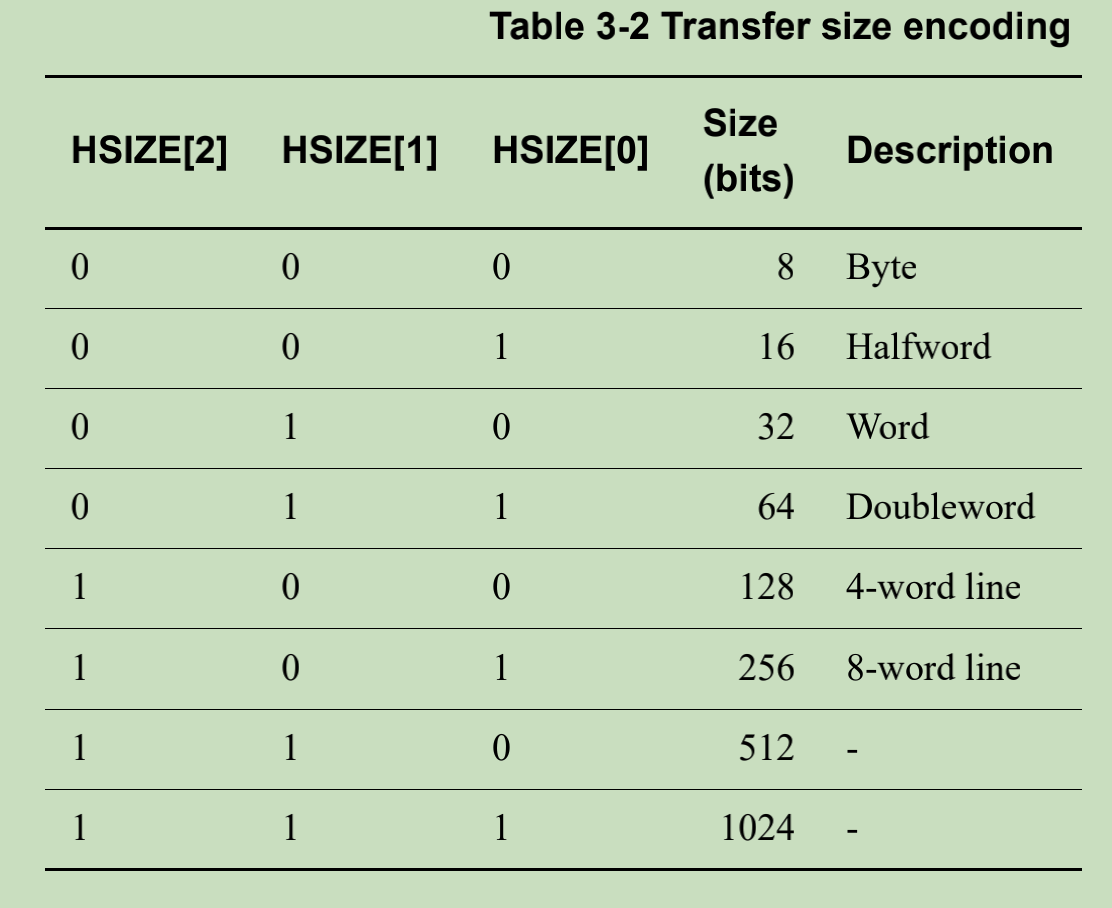 Table 3-2 Transfer size encoding
HSIZE[2] HSIZE[1] HSIZE[0] Size (bits) Description
0 0 0 8 Byte
0 0 1 16 Halfword
0 1 0 32 Word
0 1 1 64 Doubleword
1 0 0 128 4-word line
1 0 1 256 8-word line
1 1 0 512 -
1 1 1 1024 -